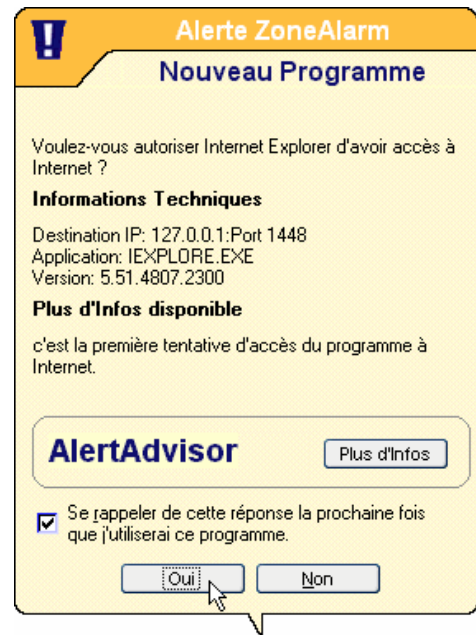 Alerte ZoneAlarm
Nouveau Programme
Voulez-vous autoriser Internet Explorer d'avoir accès à
Internet ?
Informations Techniques
Destination IP: 127.0.0.1:Port 1448
Application: IEXPLORE.EXE
Version: 5.51.4807.2300
Plus d'Infos disponible
c'est la première tentative d'accès du programme à
Internet.
AlertAdvisor
Plus d'Infos
Se rappeler de cette réponse la prochaine fois
que j'utiliserai ce programme.
Oui
Non